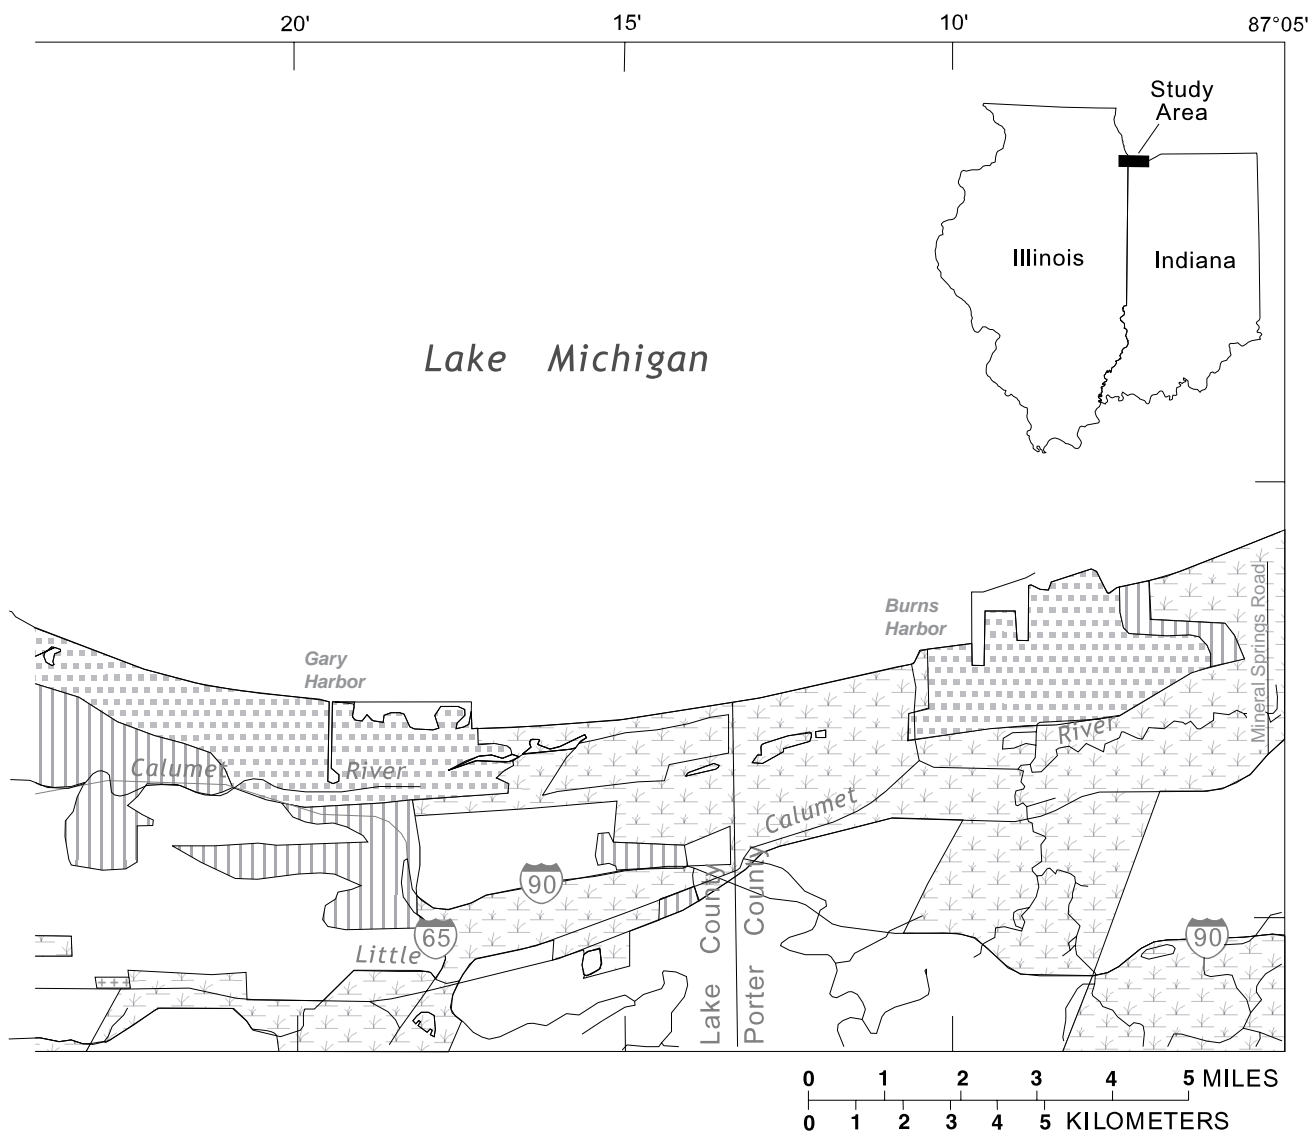 20'
15'
10'
87°05'
Study
Area
Illinois
Indiana
Lake Michigan
Burns
Harbor
Mineral Springs Road
Gary
Harbor
River
Calumet
River
Calumet
90
65
Little
90
Lake County
Porter County
0 1 2 3 4 5 MILES
0 1 2 3 4 5 KILOMETERS